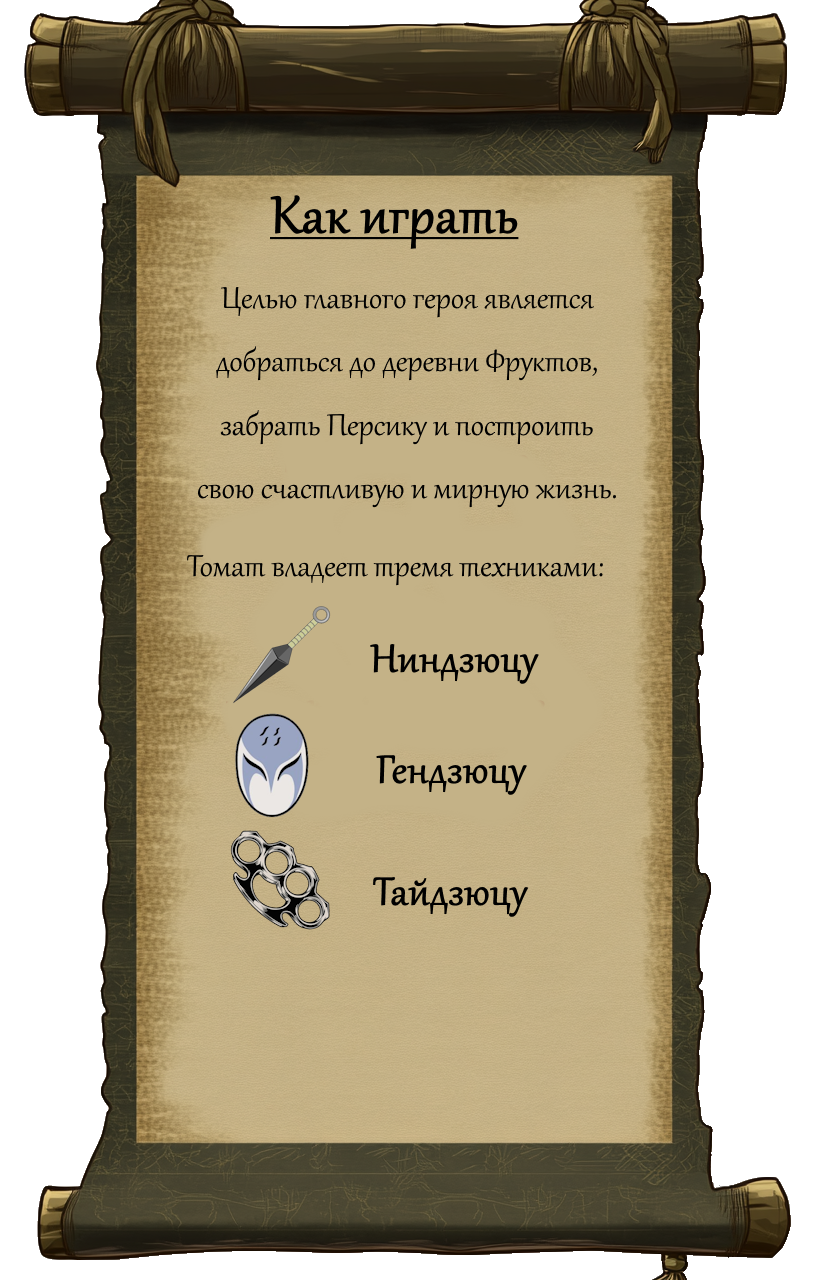 Как играть
Целью главного героя является
добраться до деревни Фруктов,
забрать Персику и построить
свою счастливую и мирную жизнь.
Томат владеет тремя техниками:
Ниндзюцу
Гендзюцу
Тайдзюцу